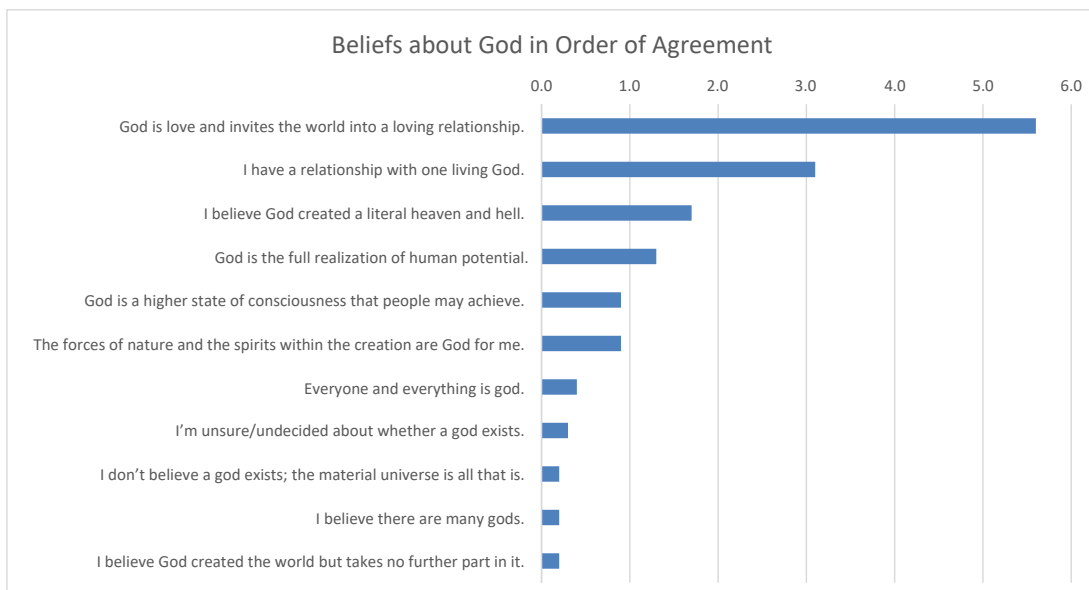 Beliefs about God in Order of Agreement
0.0 1.0 2.0 3.0 4.0 5.0 6.0
God is love and invites the world into a loving relationship.
I have a relationship with one living God.
I believe God created a literal heaven and hell.
God is the full realization of human potential.
God is a higher state of consciousness that people may achieve.
The forces of nature and the spirits within the creation are God for me.
Everyone and everything is god.
I’m unsure/undecided about whether a god exists.
I don’t believe a god exists; the material universe is all that is.
I believe there are many gods.
I believe God created the world but takes no further part in it.